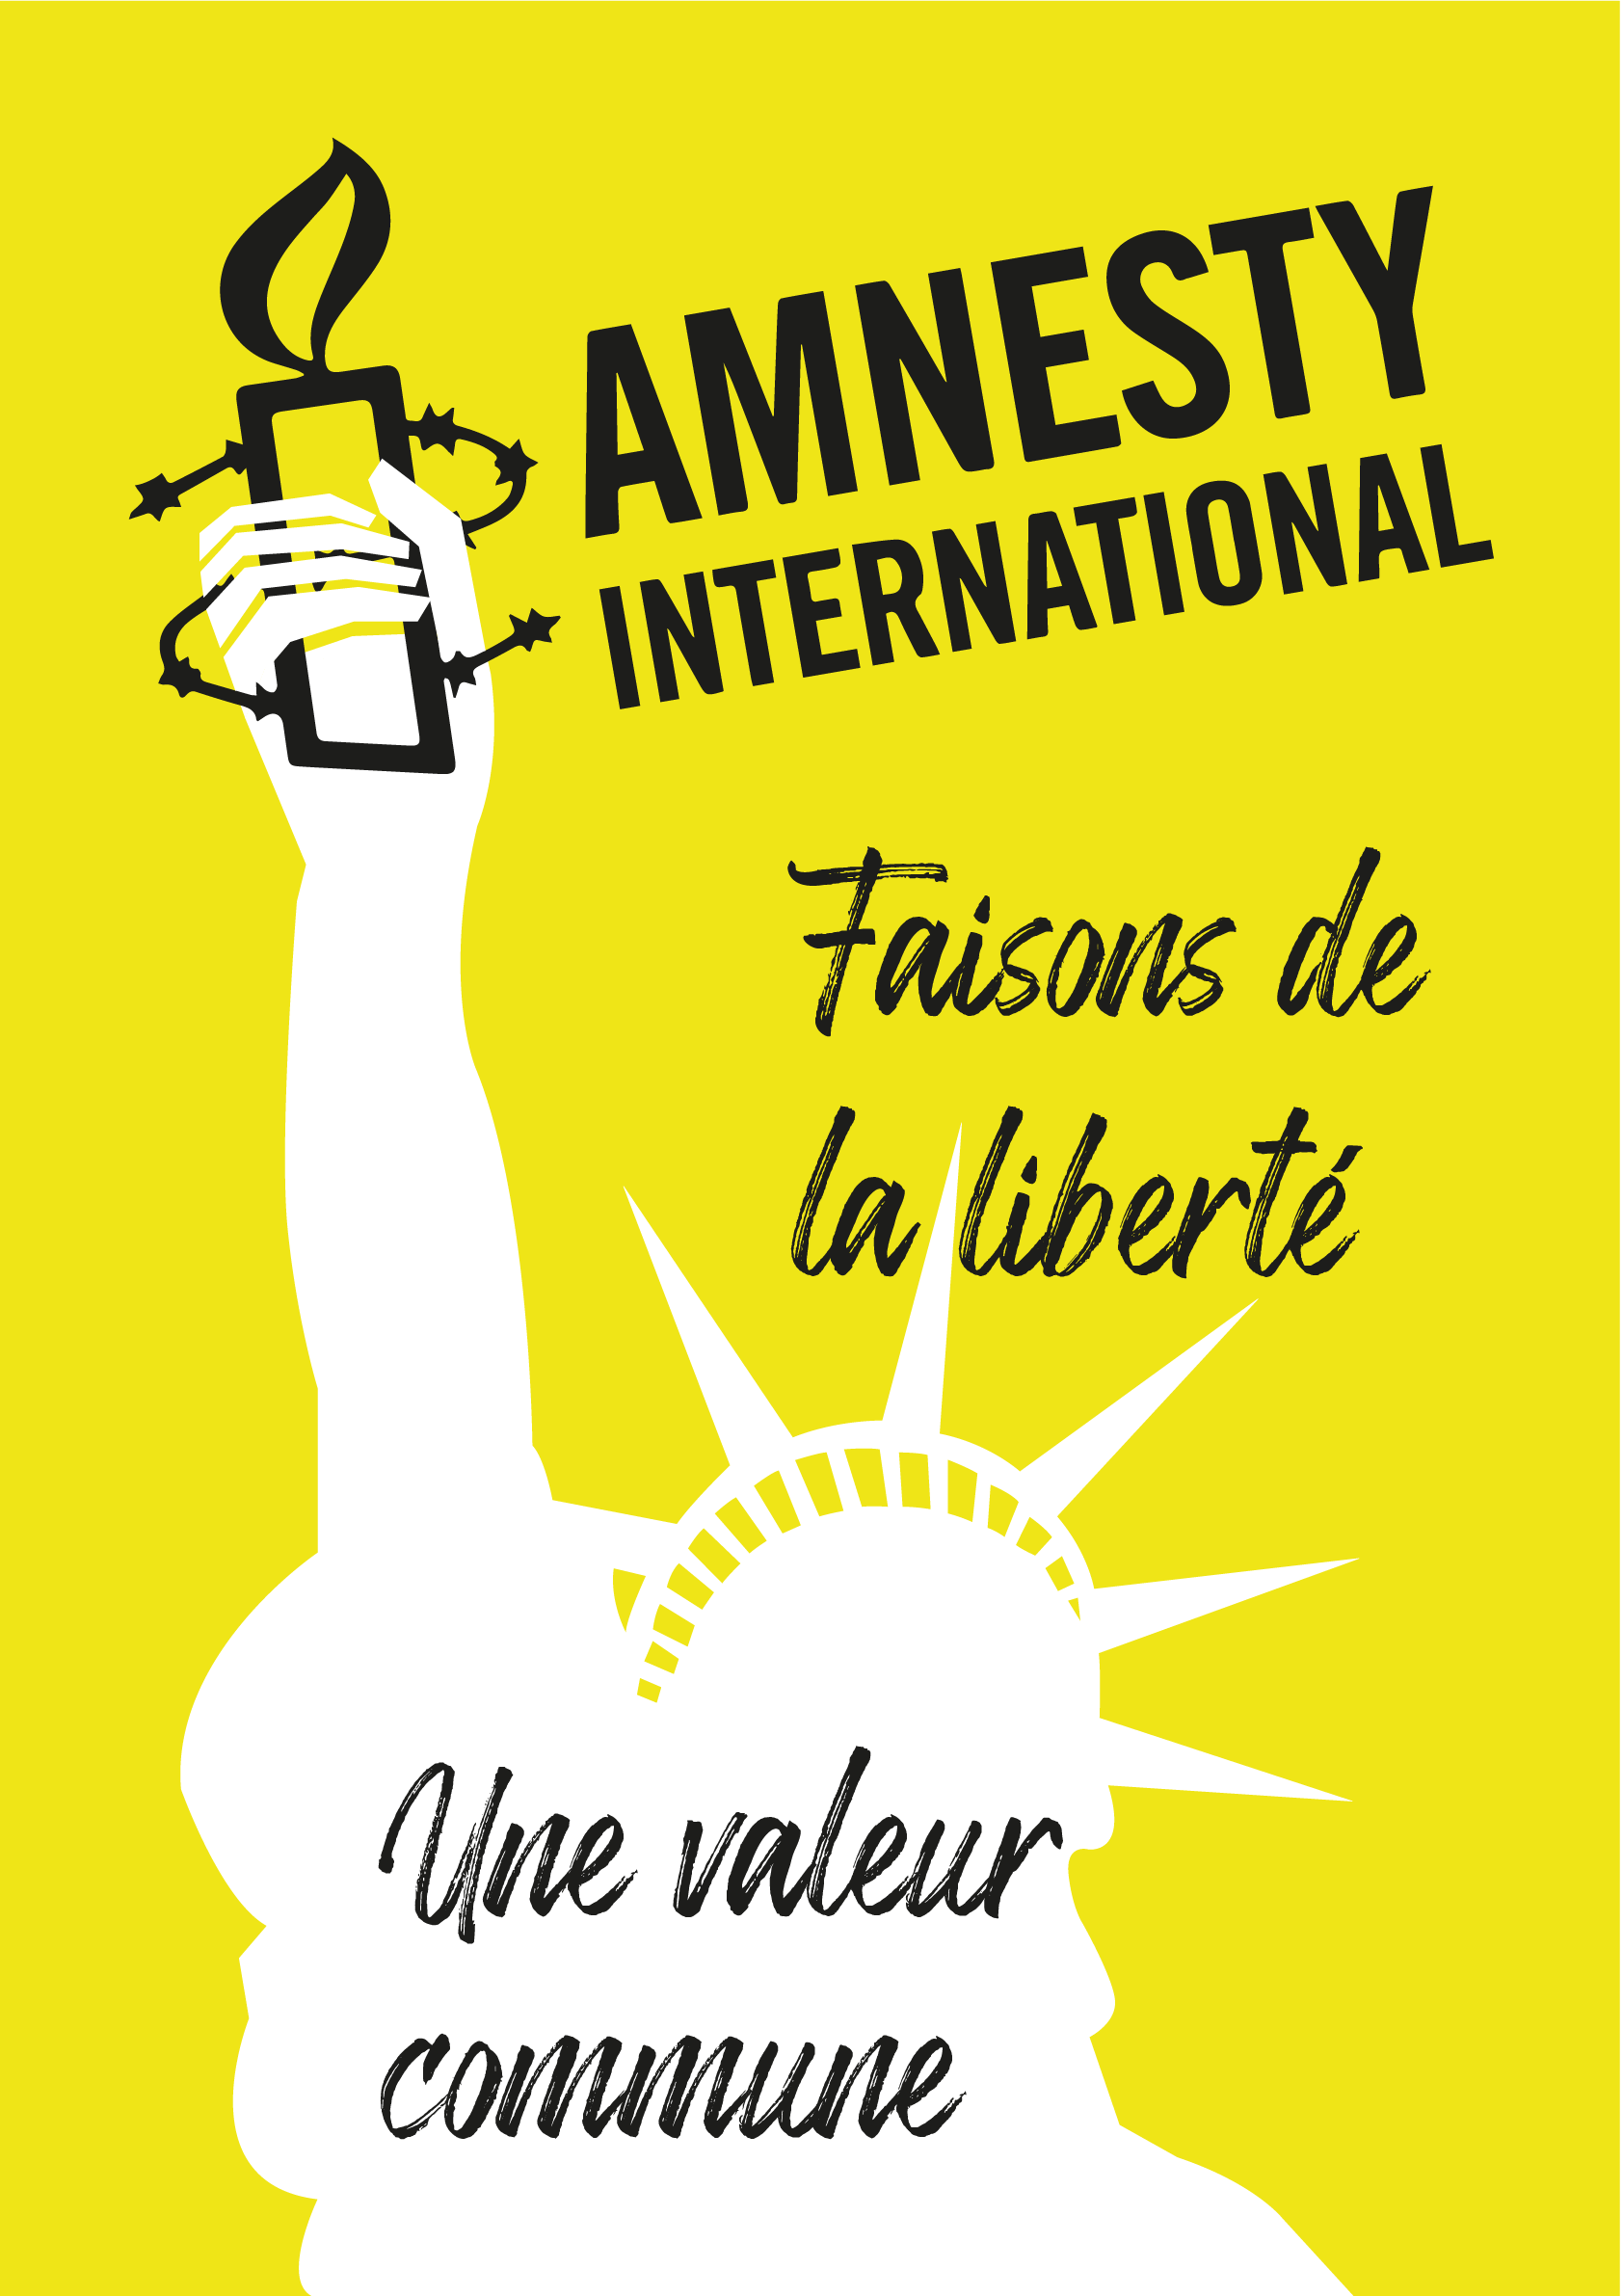 AMNESTY
INTERNATIONAL
Faisons de
la liberté
Une valeur
commune